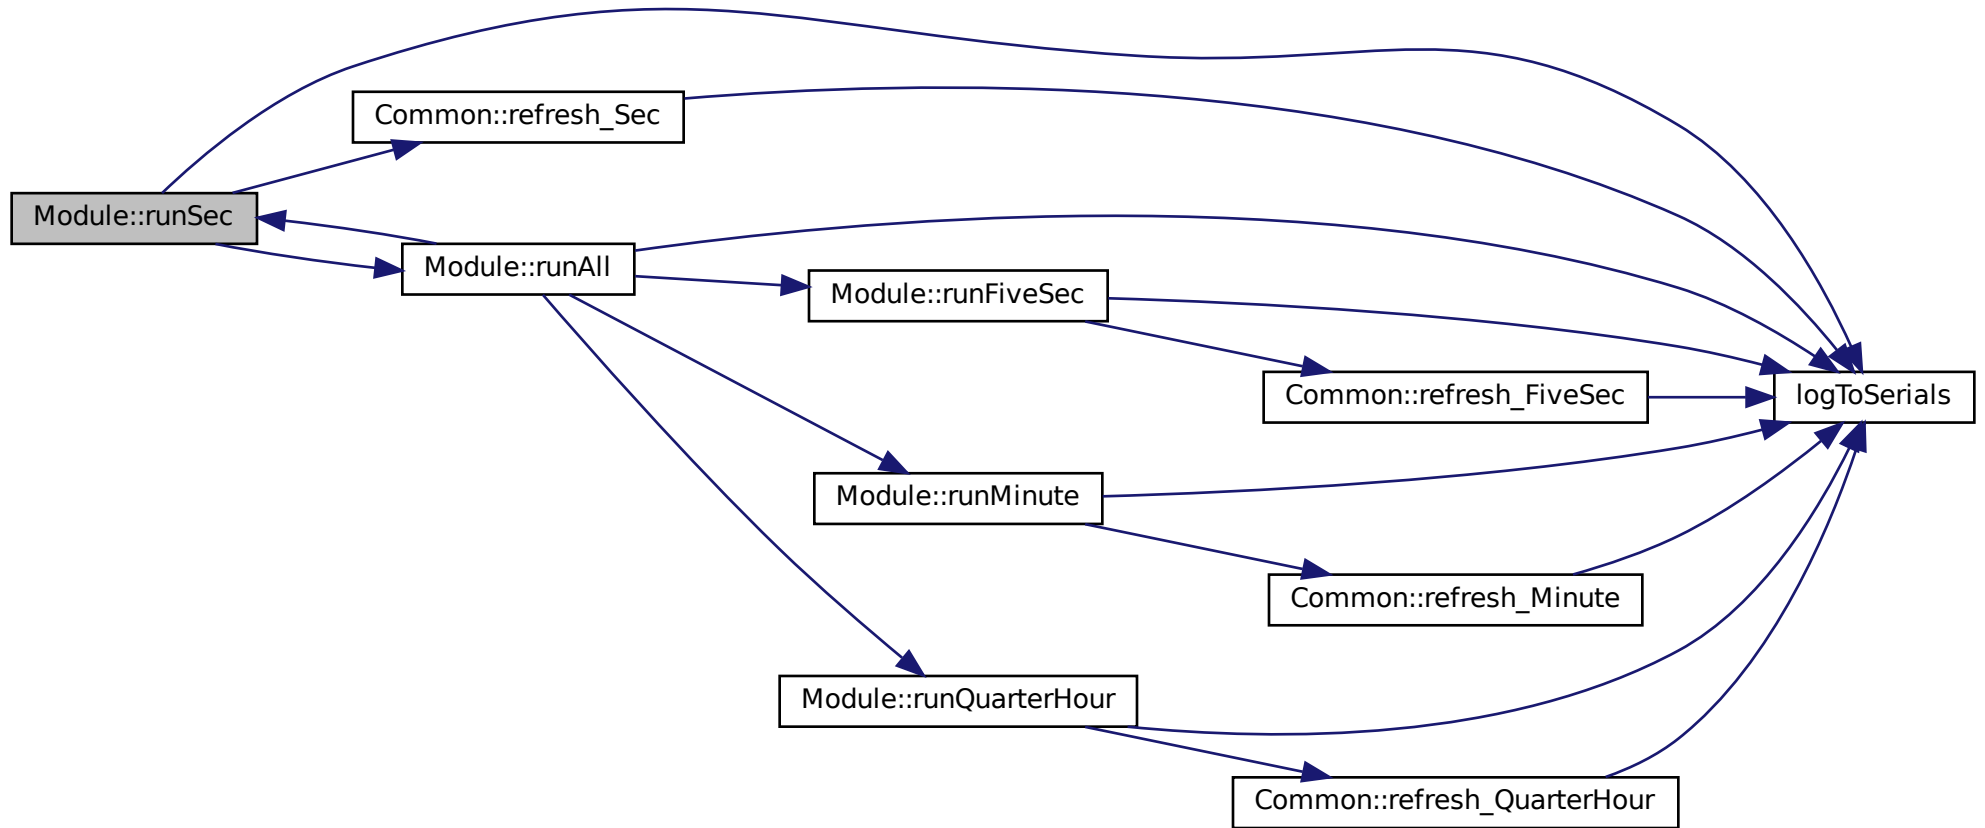 Common::refresh_Sec
Module::runSec
Module::runAll
Module::runFiveSec
Common::refresh_FiveSec
logToSerials
Module::runMinute
Common::refresh_Minute
Module::runQuarterHour
Common::refresh_QuarterHour